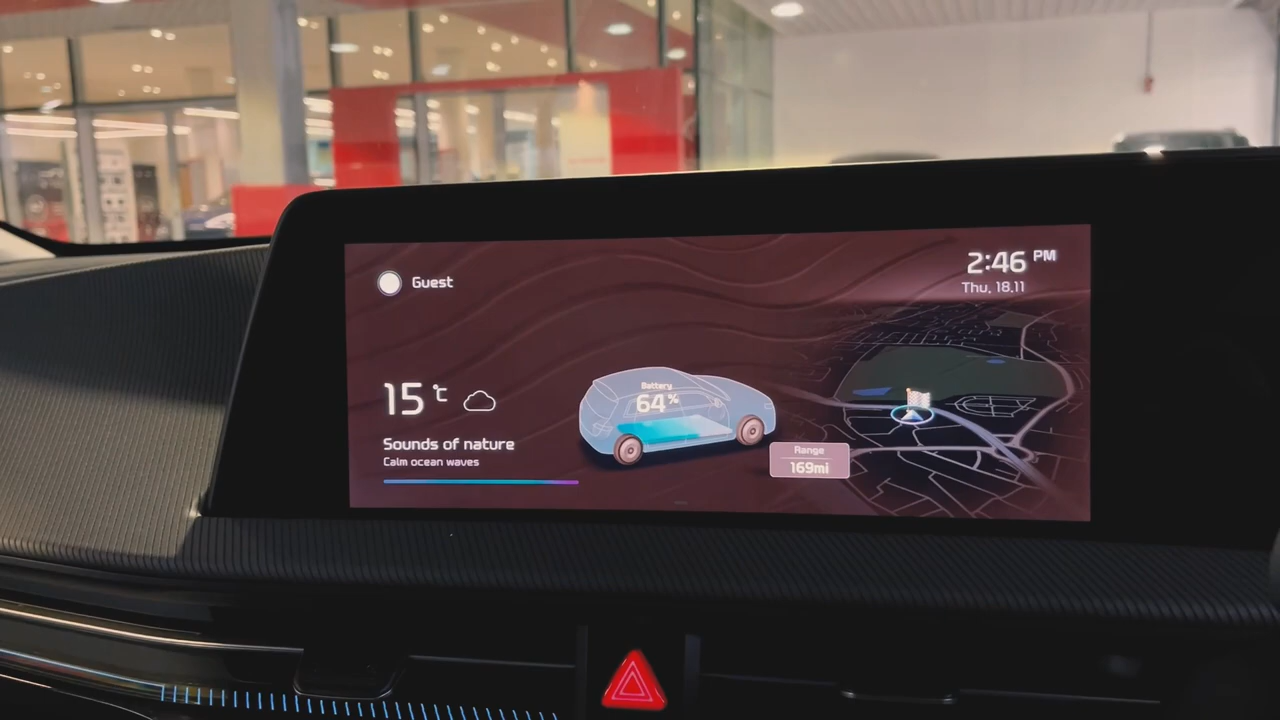 Guest
2:46 PM
Thu, 18.11
15 °C
Sounds of nature
Calm ocean waves
Battery
64%
Range
169mi